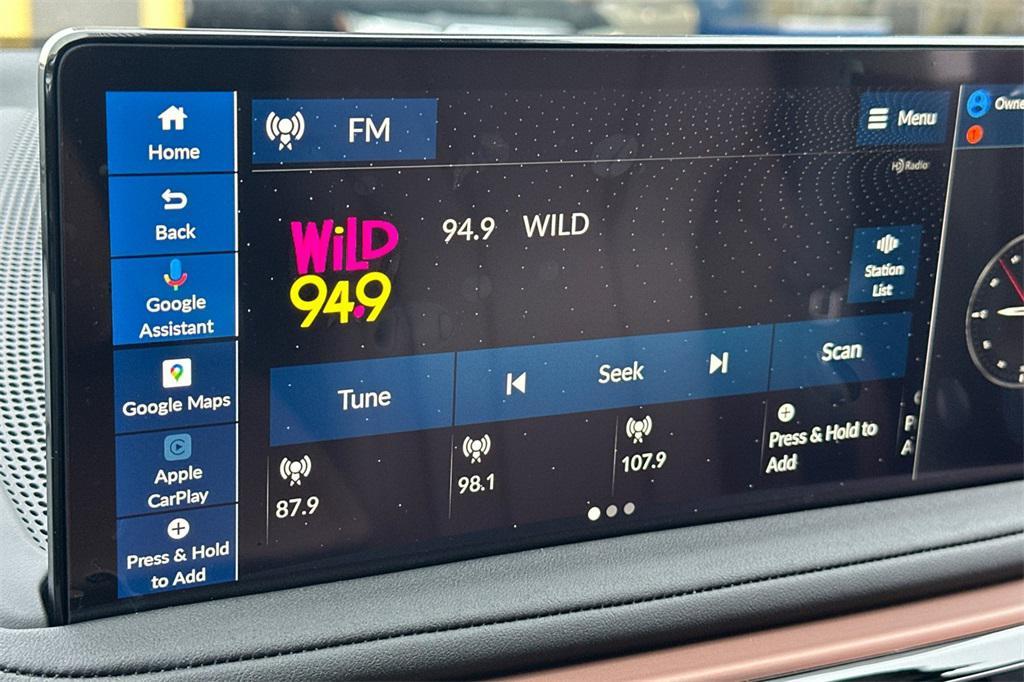 Home
Back
Google
Assistant
Google Maps
Apple
CarPlay
Press & Hold
to Add
FM
Menu
HD Radio
WiLD
94.9
94.9 WILD
Station
List
Tune
Seek
Scan
87.9
98.1
107.9
Press & Hold to
Add